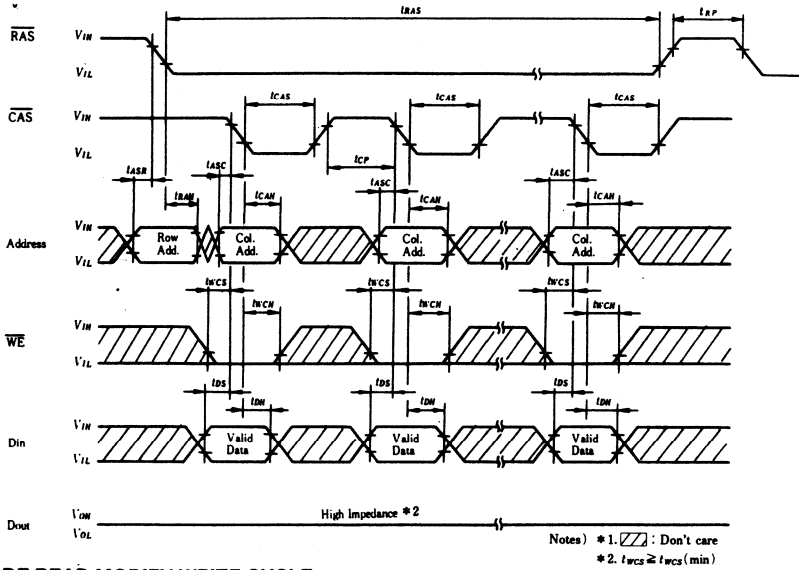 tRAS
tRP
RAS
VIH
VIL
tCAS
tCAS
tCAS
CAS
VIH
VIL
tCP
tASR
tASC
tASC
tASC
tRAH
tCAH
tCAH
tCAH
Address
VIH
VIL
Row
Add.
Col.
Add.
Col.
Add.
Col.
Add.
tWCS
tWCS
tWCS
tWCH
tWCH
tWCH
WE
VIH
VIL
tDS
tDS
tDS
tDH
tDH
tDH
Din
VIH
VIL
Valid
Data
Valid
Data
Valid
Data
Dout
VOH
VOL
High Impedance *2
Notes) *1. : Don't care
*2. tWCS ≧ tWCS (min)